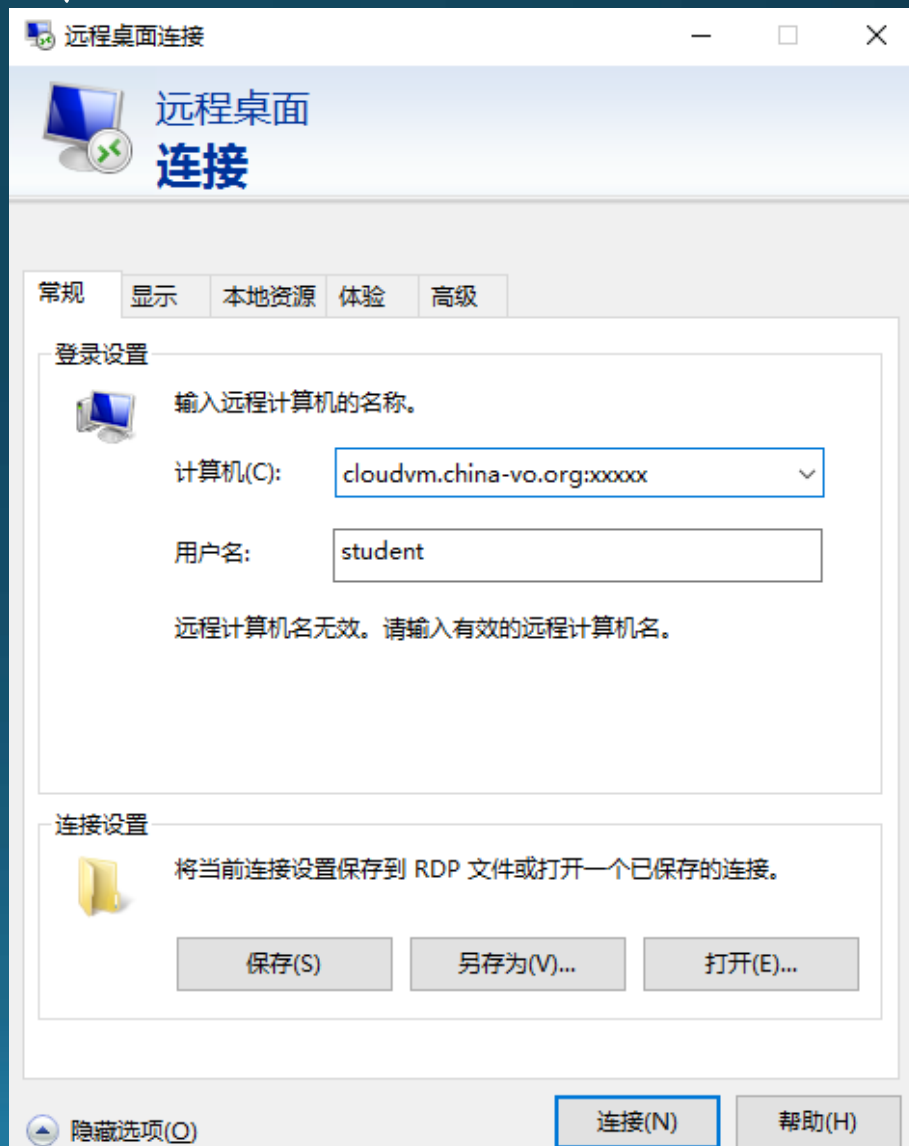 远程桌面连接
远程桌面
连接
常规 显示 本地资源 体验 高级
登录设置
输入远程计算机的名称。
计算机(C): cloudvm.china-vo.org:xxxxx
用户名: student
远程计算机名无效。请输入有效的远程计算机名。
连接设置
将当前连接设置保存到 RDP 文件或打开一个已保存的连接。
保存(S) 另存为(V)... 打开(E)...
隐藏选项(O) 连接(N) 帮助(H)